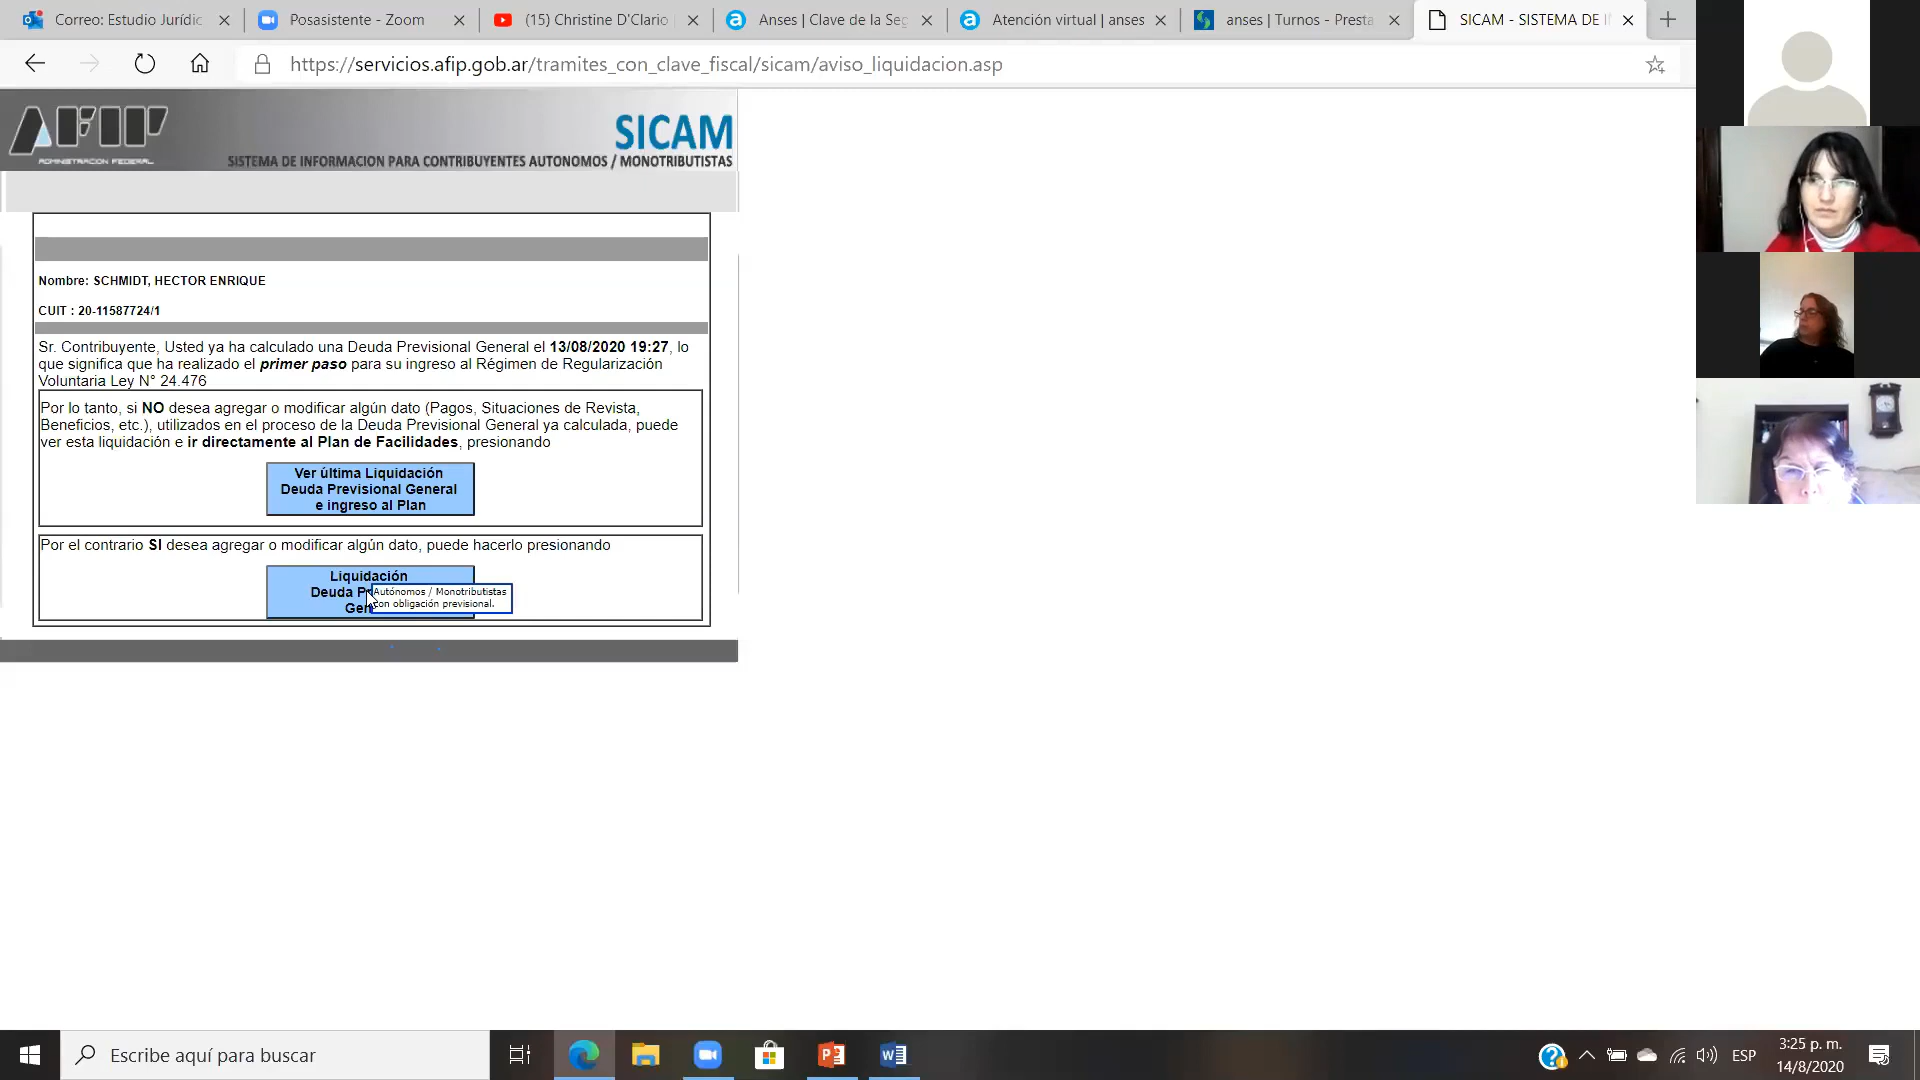 Correo: Estudio Jurídic
Posasistente - Zoom
(15) Christine D'Clario
Anses | Clave de la Seg
Atención virtual | anses
anses | Turnos - Presta
SICAM - SISTEMA DE I
https://servicios.afip.gob.ar/tramites_con_clave_fiscal/sicam/aviso_liquidacion.asp
AFIP
ADMINISTRACION FEDERAL
SICAM
SISTEMA DE INFORMACION PARA CONTRIBUYENTES AUTONOMOS / MONOTRIBUTISTAS
Nombre: SCHMIDT, HECTOR ENRIQUE
CUIT : 20-11587724/1
Sr. Contribuyente, Usted ya ha calculado una Deuda Previsional General el 13/08/2020 19:27, lo
que significa que ha realizado el primer paso para su ingreso al Régimen de Regularización
Voluntaria Ley N° 24.476
Por lo tanto, si NO desea agregar o modificar algún dato (Pagos, Situaciones de Revista,
Beneficios, etc.), utilizados en el proceso de la Deuda Previsional General ya calculada, puede
ver esta liquidación e ir directamente al Plan de Facilidades, presionando
Ver última Liquidación
Deuda Previsional General
e ingreso al Plan
Por el contrario SI desea agregar o modificar algún dato, puede hacerlo presionando
Liquidación
Deuda P
Gen
Autónomos / Monotributistas
con obligación previsional.
Escribe aquí para buscar
ESP
3:25 p. m.
14/8/2020